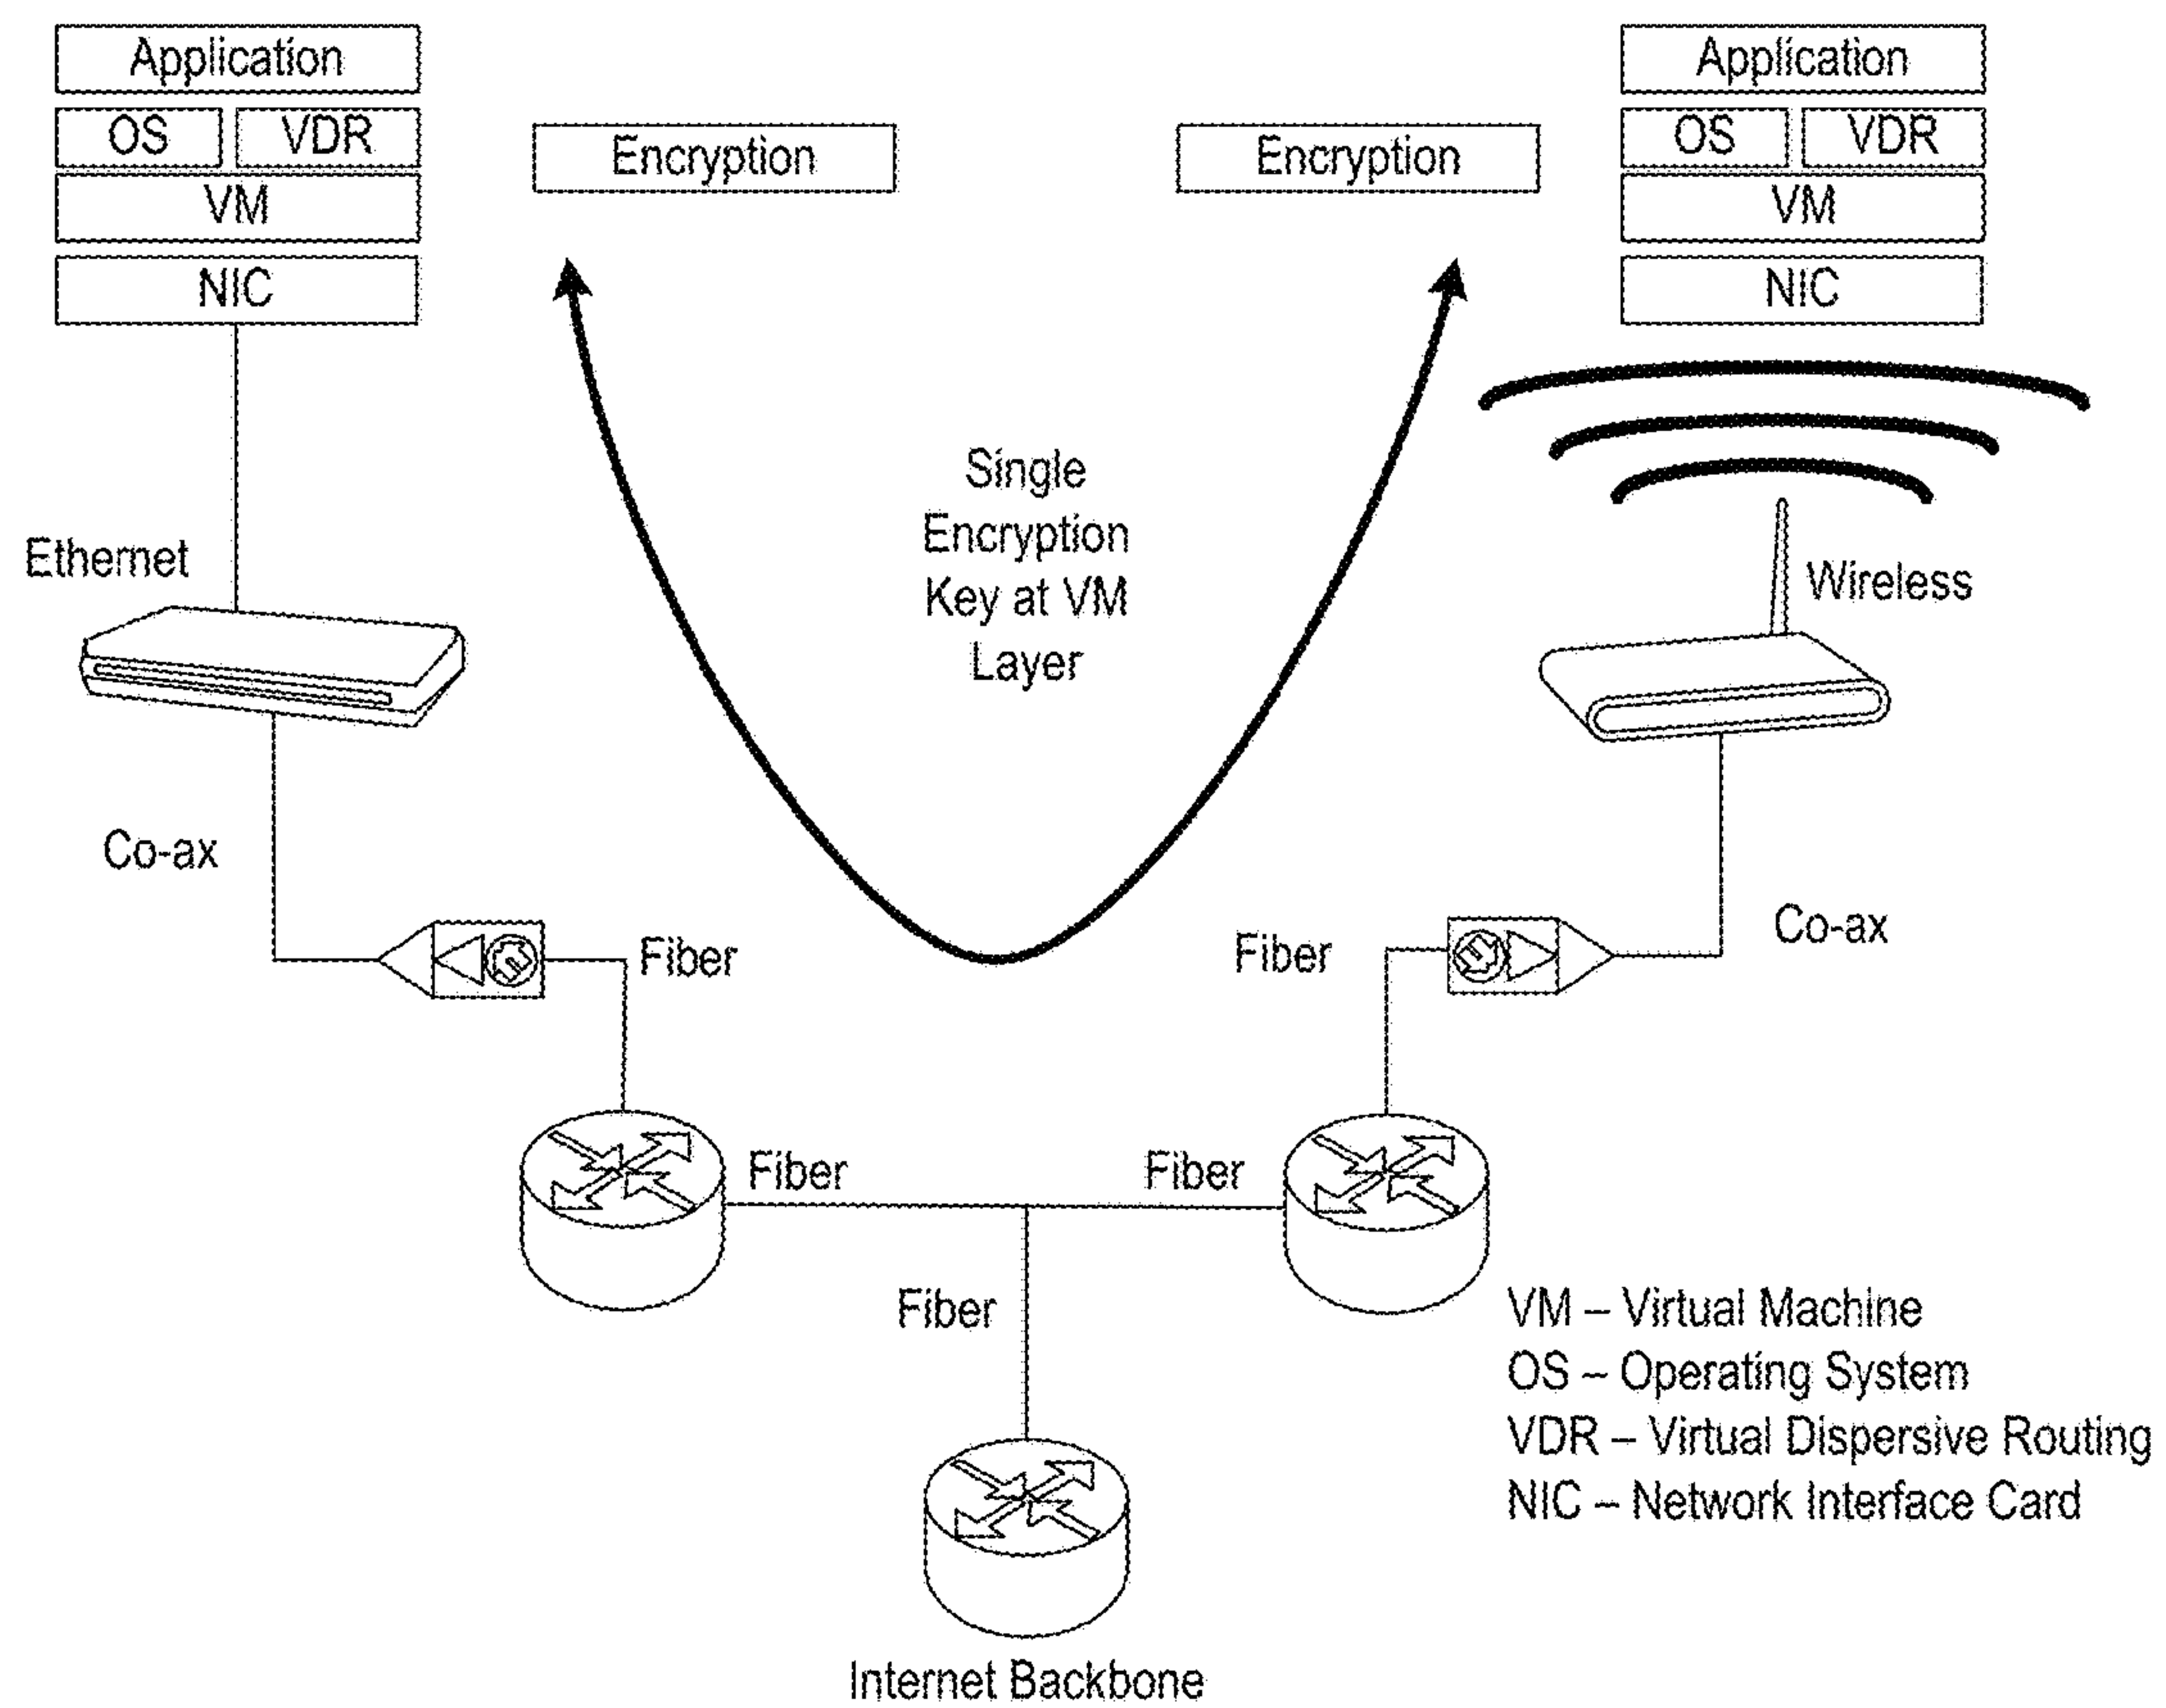 Application
OS VDR
VM
NIC
Encryption
Encryption
Application
OS VDR
VM
NIC
Single
Encryption
Key at VM
Layer
Ethernet
Wireless
Co-ax
Co-ax
Fiber
Fiber
Fiber
Fiber
Fiber
VM – Virtual Machine
OS – Operating System
VDR – Virtual Dispersive Routing
NIC – Network Interface Card
Internet Backbone